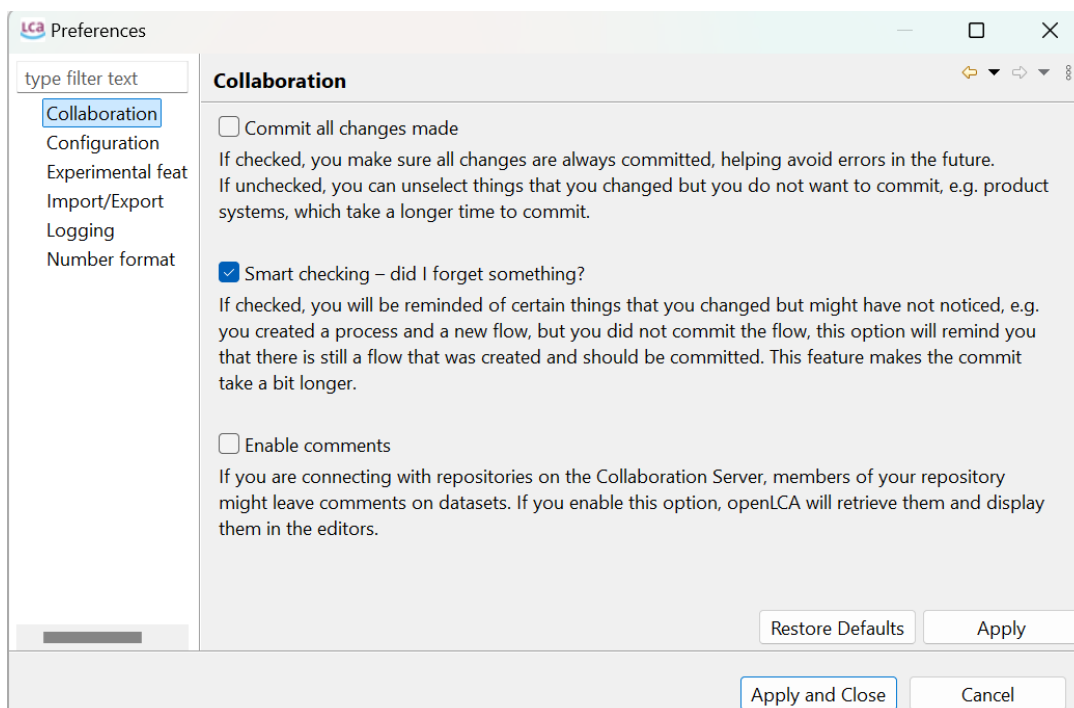 LCA Preferences
type filter text
Collaboration
Configuration
Experimental feat
Import/Export
Logging
Number format
Collaboration
Commit all changes made
If checked, you make sure all changes are always committed, helping avoid errors in the future.
If unchecked, you can unselect things that you changed but you do not want to commit, e.g. product
systems, which take a longer time to commit.
Smart checking – did I forget something?
If checked, you will be reminded of certain things that you changed but might have not noticed, e.g.
you created a process and a new flow, but you did not commit the flow, this option will remind you
that there is still a flow that was created and should be committed. This feature makes the commit
take a bit longer.
Enable comments
If you are connecting with repositories on the Collaboration Server, members of your repository
might leave comments on datasets. If you enable this option, openLCA will retrieve them and display
them in the editors.
Restore Defaults Apply
Apply and Close Cancel